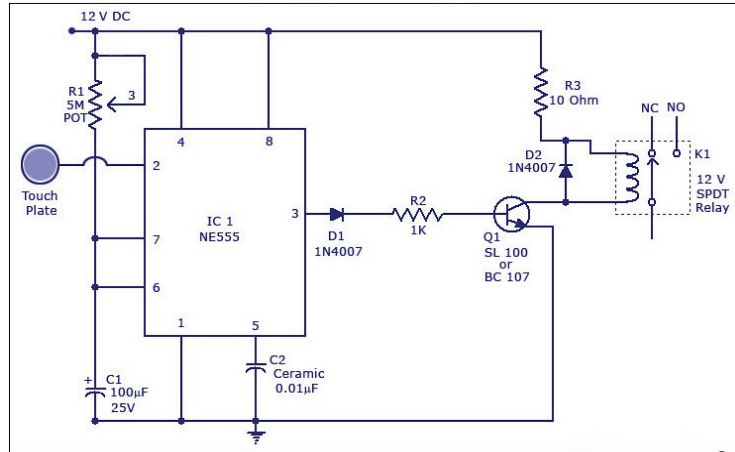 12 V DC
R1
5M
POT
3
4
8
R3
10 Ohm
NC
NO
K1
12 V
SPDT
Relay
D2
1N4007
2
Touch
Plate
IC 1
NE555
3
D1
1N4007
R2
1K
Q1
SL 100
or
BC 107
7
6
1
5
+
C1
100µF
25V
C2
Ceramic
0.01µF